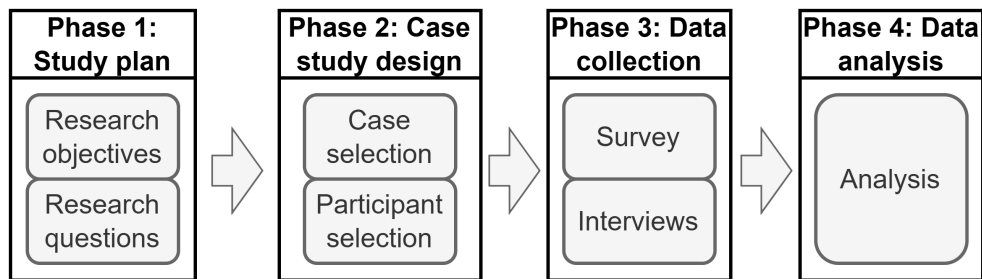 Phase 1:
Study plan
Research
objectives
Research
questions
Phase 2: Case
study design
Case
selection
Participant
selection
Phase 3: Data
collection
Survey
Interviews
Phase 4: Data
analysis
Analysis